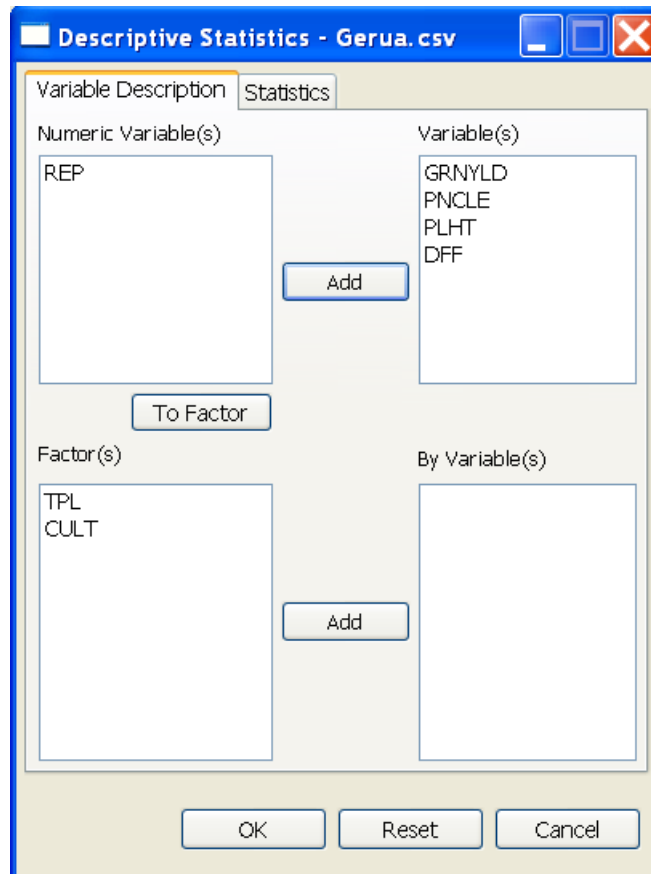 Descriptive Statistics - Gerua.csv
Variable Description
Statistics
Numeric Variable(s)
Variable(s)
REP
GRNYLD
PNCLE
PLHT
DFF
Add
To Factor
Factor(s)
By Variable(s)
TPL
CULT
Add
OK
Reset
Cancel